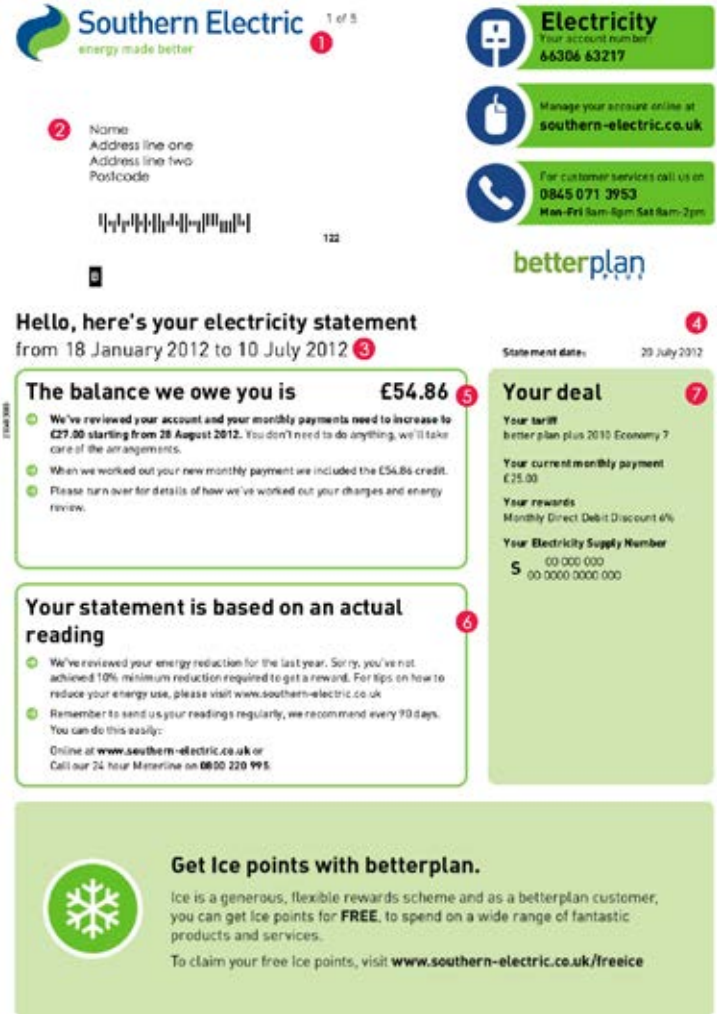 Southern Electric
energy made better
1 of 5
1
Electricity
Your account number:
66306 63217
Manage your account online at
southern-electric.co.uk
For customer services call us on
0845 071 3953
Mon-Fri 8am-8pm Sat 8am-2pm
2
Name
Address line one
Address line two
Postcode
122
betterplan
PLUS
Hello, here's your electricity statement
from 18 January 2012 to 10 July 2012 3
4
Statement date: 20 July 2012
The balance we owe you is £54.86 5
We've reviewed your account and your monthly payments need to increase to
£27.00 starting from 28 August 2012. You don't need to do anything, we'll take
care of the arrangements.
When we worked out your new monthly payment we included the £54.86 credit.
Please turn over for details of how we've worked out your charges and energy
review.
Your deal 7
Your tariff
better plan plus 2010 Economy 7
Your current monthly payment
£25.00
Your rewards
Monthly Direct Debit Discount 6%
Your Electricity Supply Number
S 00 000 000
00 0000 0000 000
Your statement is based on an actual
reading
6
We've reviewed your energy reduction for the last year. Sorry, you've not
achieved 10% minimum reduction required to get a reward. For tips on how to
reduce your energy use, please visit www.southern-electric.co.uk
Remember to send us your readings regularly, we recommend every 90 days.
You can do this easily:
Online at www.southern-electric.co.uk or
Call our 24 hour Meterline on 0800 220 995.
Get Ice points with betterplan.
Ice is a generous, flexible rewards scheme and as a betterplan customer,
you can get Ice points for FREE, to spend on a wide range of fantastic
products and services.
To claim your free Ice points, visit www.southern-electric.co.uk/freeice